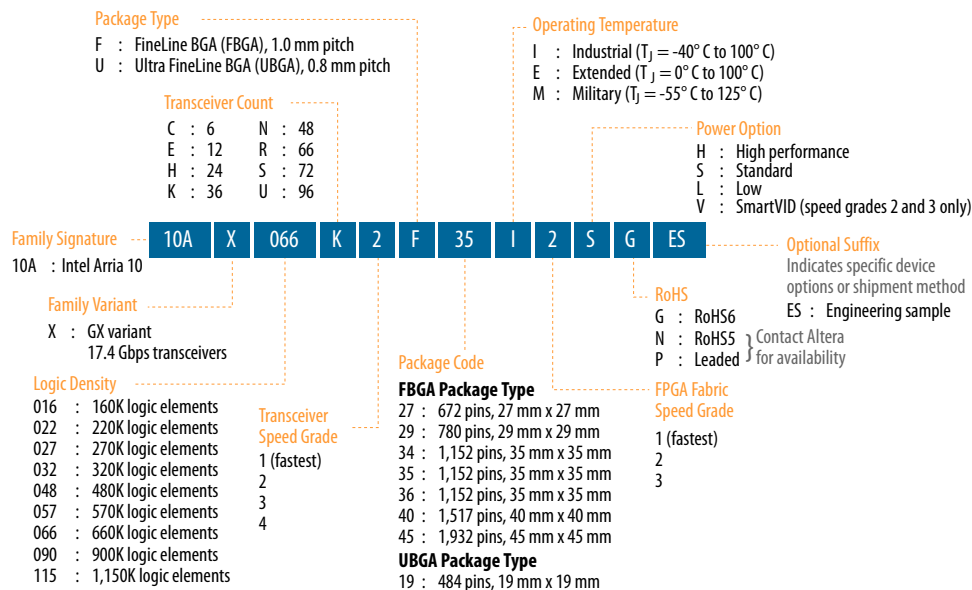 Package Type
F : FineLine BGA (FBGA), 1.0 mm pitch
U : Ultra FineLine BGA (UBGA), 0.8 mm pitch
Operating Temperature
I : Industrial (TJ = -40° C to 100° C)
E : Extended (TJ = 0° C to 100° C)
M : Military (TJ = -55° C to 125° C)
Transceiver Count
C : 6 N : 48
E : 12 R : 66
H : 24 S : 72
K : 36 U : 96
Power Option
H : High performance
S : Standard
L : Low
V : SmartVID (speed grades 2 and 3 only)
10A X 066 K 2 F 35 I 2 S G ES
Family Signature
10A : Intel Arria 10
Optional Suffix
Indicates specific device
options or shipment method
ES : Engineering sample
Family Variant
X : GX variant
17.4 Gbps transceivers
RoHS
G : RoHS6
N : RoHS5
P : Leaded
} Contact Altera
for availability
Logic Density
016 : 160K logic elements
022 : 220K logic elements
027 : 270K logic elements
032 : 320K logic elements
048 : 480K logic elements
057 : 570K logic elements
066 : 660K logic elements
090 : 900K logic elements
115 : 1,150K logic elements
Transceiver
Speed Grade
1 (fastest)
2
3
4
Package Code
FBGA Package Type
27 : 672 pins, 27 mm x 27 mm
29 : 780 pins, 29 mm x 29 mm
34 : 1,152 pins, 35 mm x 35 mm
35 : 1,152 pins, 35 mm x 35 mm
36 : 1,152 pins, 35 mm x 35 mm
40 : 1,517 pins, 40 mm x 40 mm
45 : 1,932 pins, 45 mm x 45 mm
UBGA Package Type
19 : 484 pins, 19 mm x 19 mm
FPGA Fabric
Speed Grade
1 (fastest)
2
3